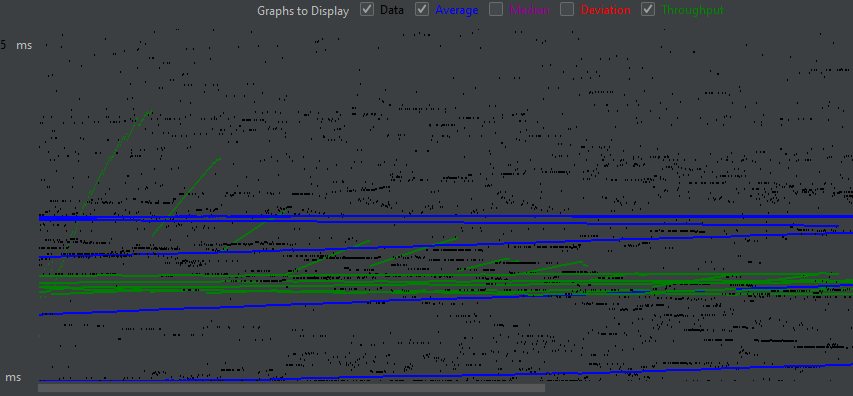 Graphs to Display Data Average Median Deviation Throughput
5 ms
ms